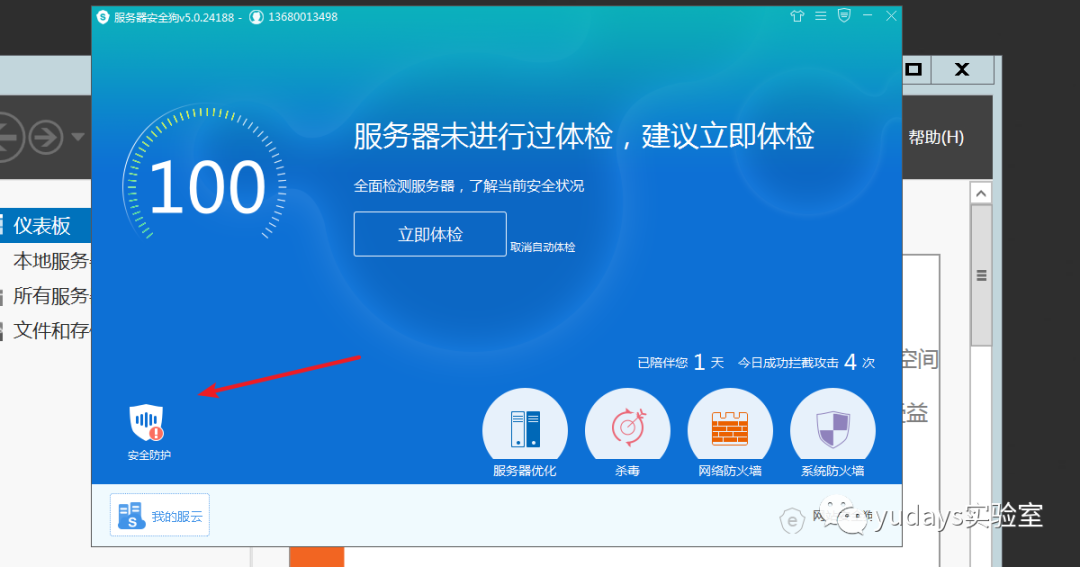 服务器安全狗v5.0.24188 - 13680013498
帮助(H)
100
服务器未进行过体检，建议立即体检
全面检测服务器，了解当前安全状况
立即体检
取消自动体检
仪表板
本地服务
所有服务
文件和存
已陪伴您 1 天 今日成功拦截攻击 4 次
空间
益
安全防护
服务器优化
杀毒
网络防火墙
系统防火墙
S 我的服云
e 网
yudays实验室